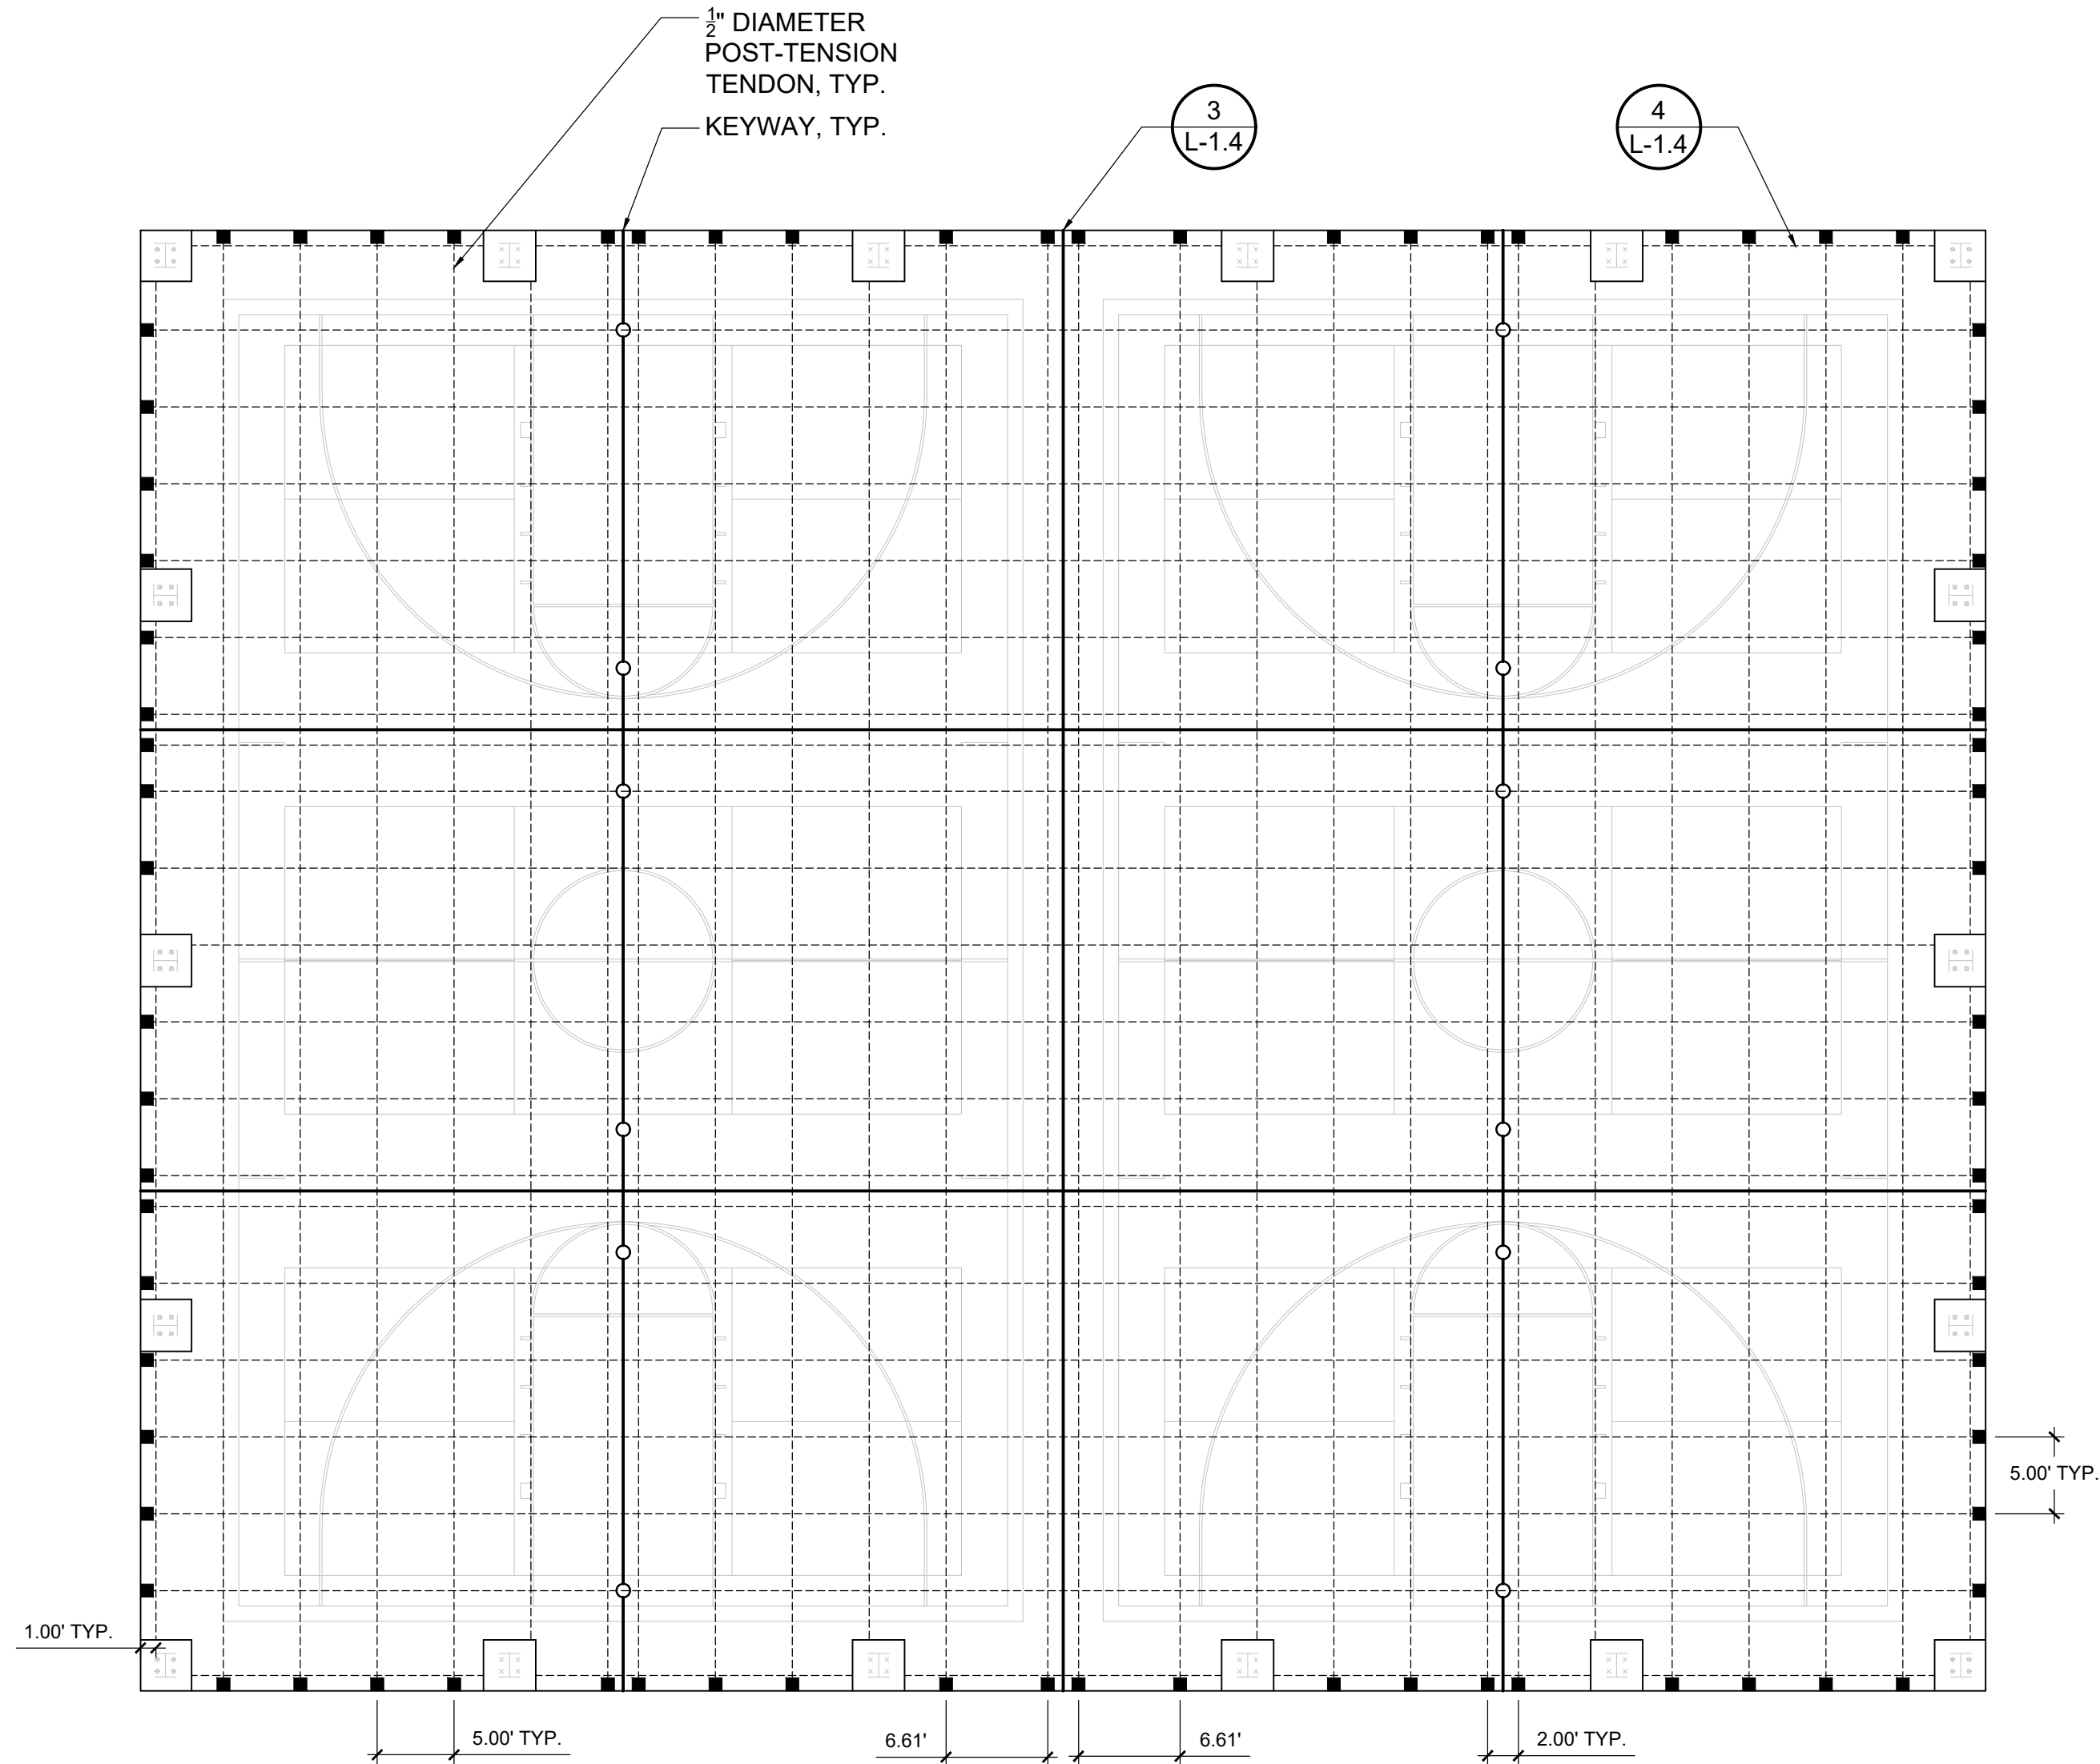 ½" DIAMETER
POST-TENSION
TENDON, TYP.
KEYWAY, TYP.
3
L-1.4
4
L-1.4
5.00' TYP.
1.00' TYP.
5.00' TYP.
6.61'
6.61'
2.00' TYP.